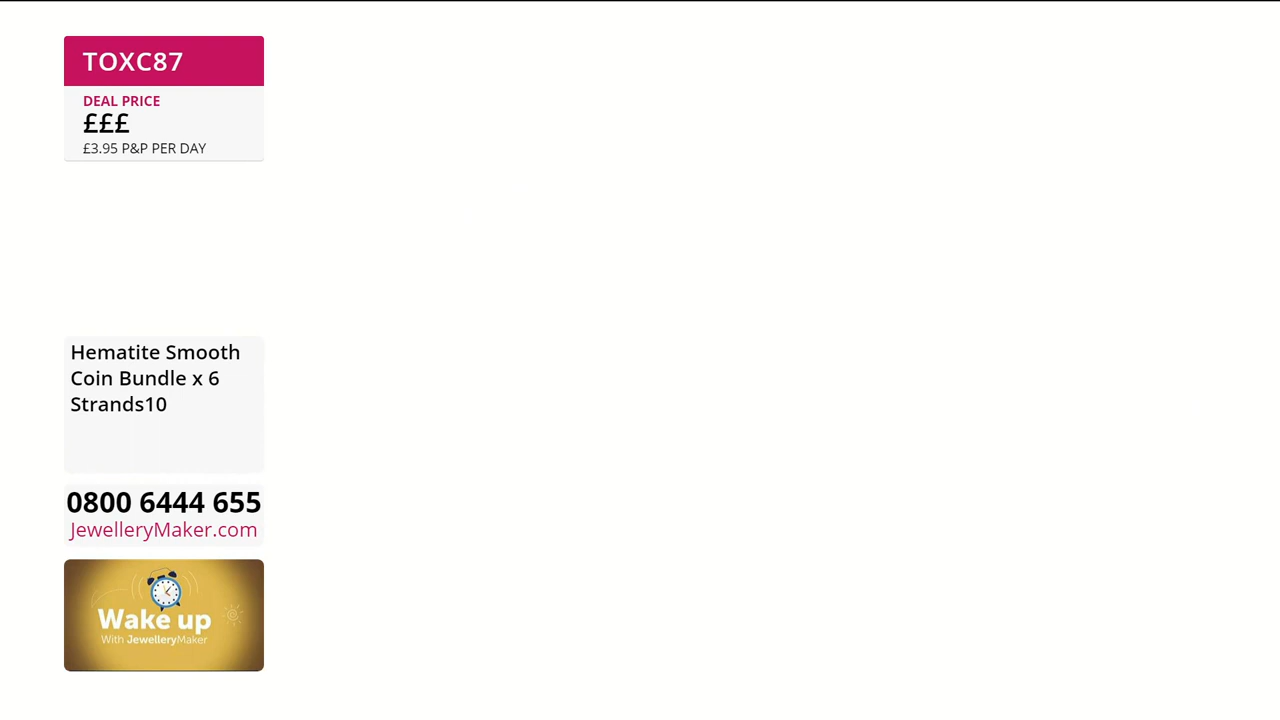 TOXC87
DEAL PRICE
£££
£3.95 P&P PER DAY
Hematite Smooth
Coin Bundle x 6
Strands10
0800 6444 655
JewelleryMaker.com
Wake up
With JewelleryMaker